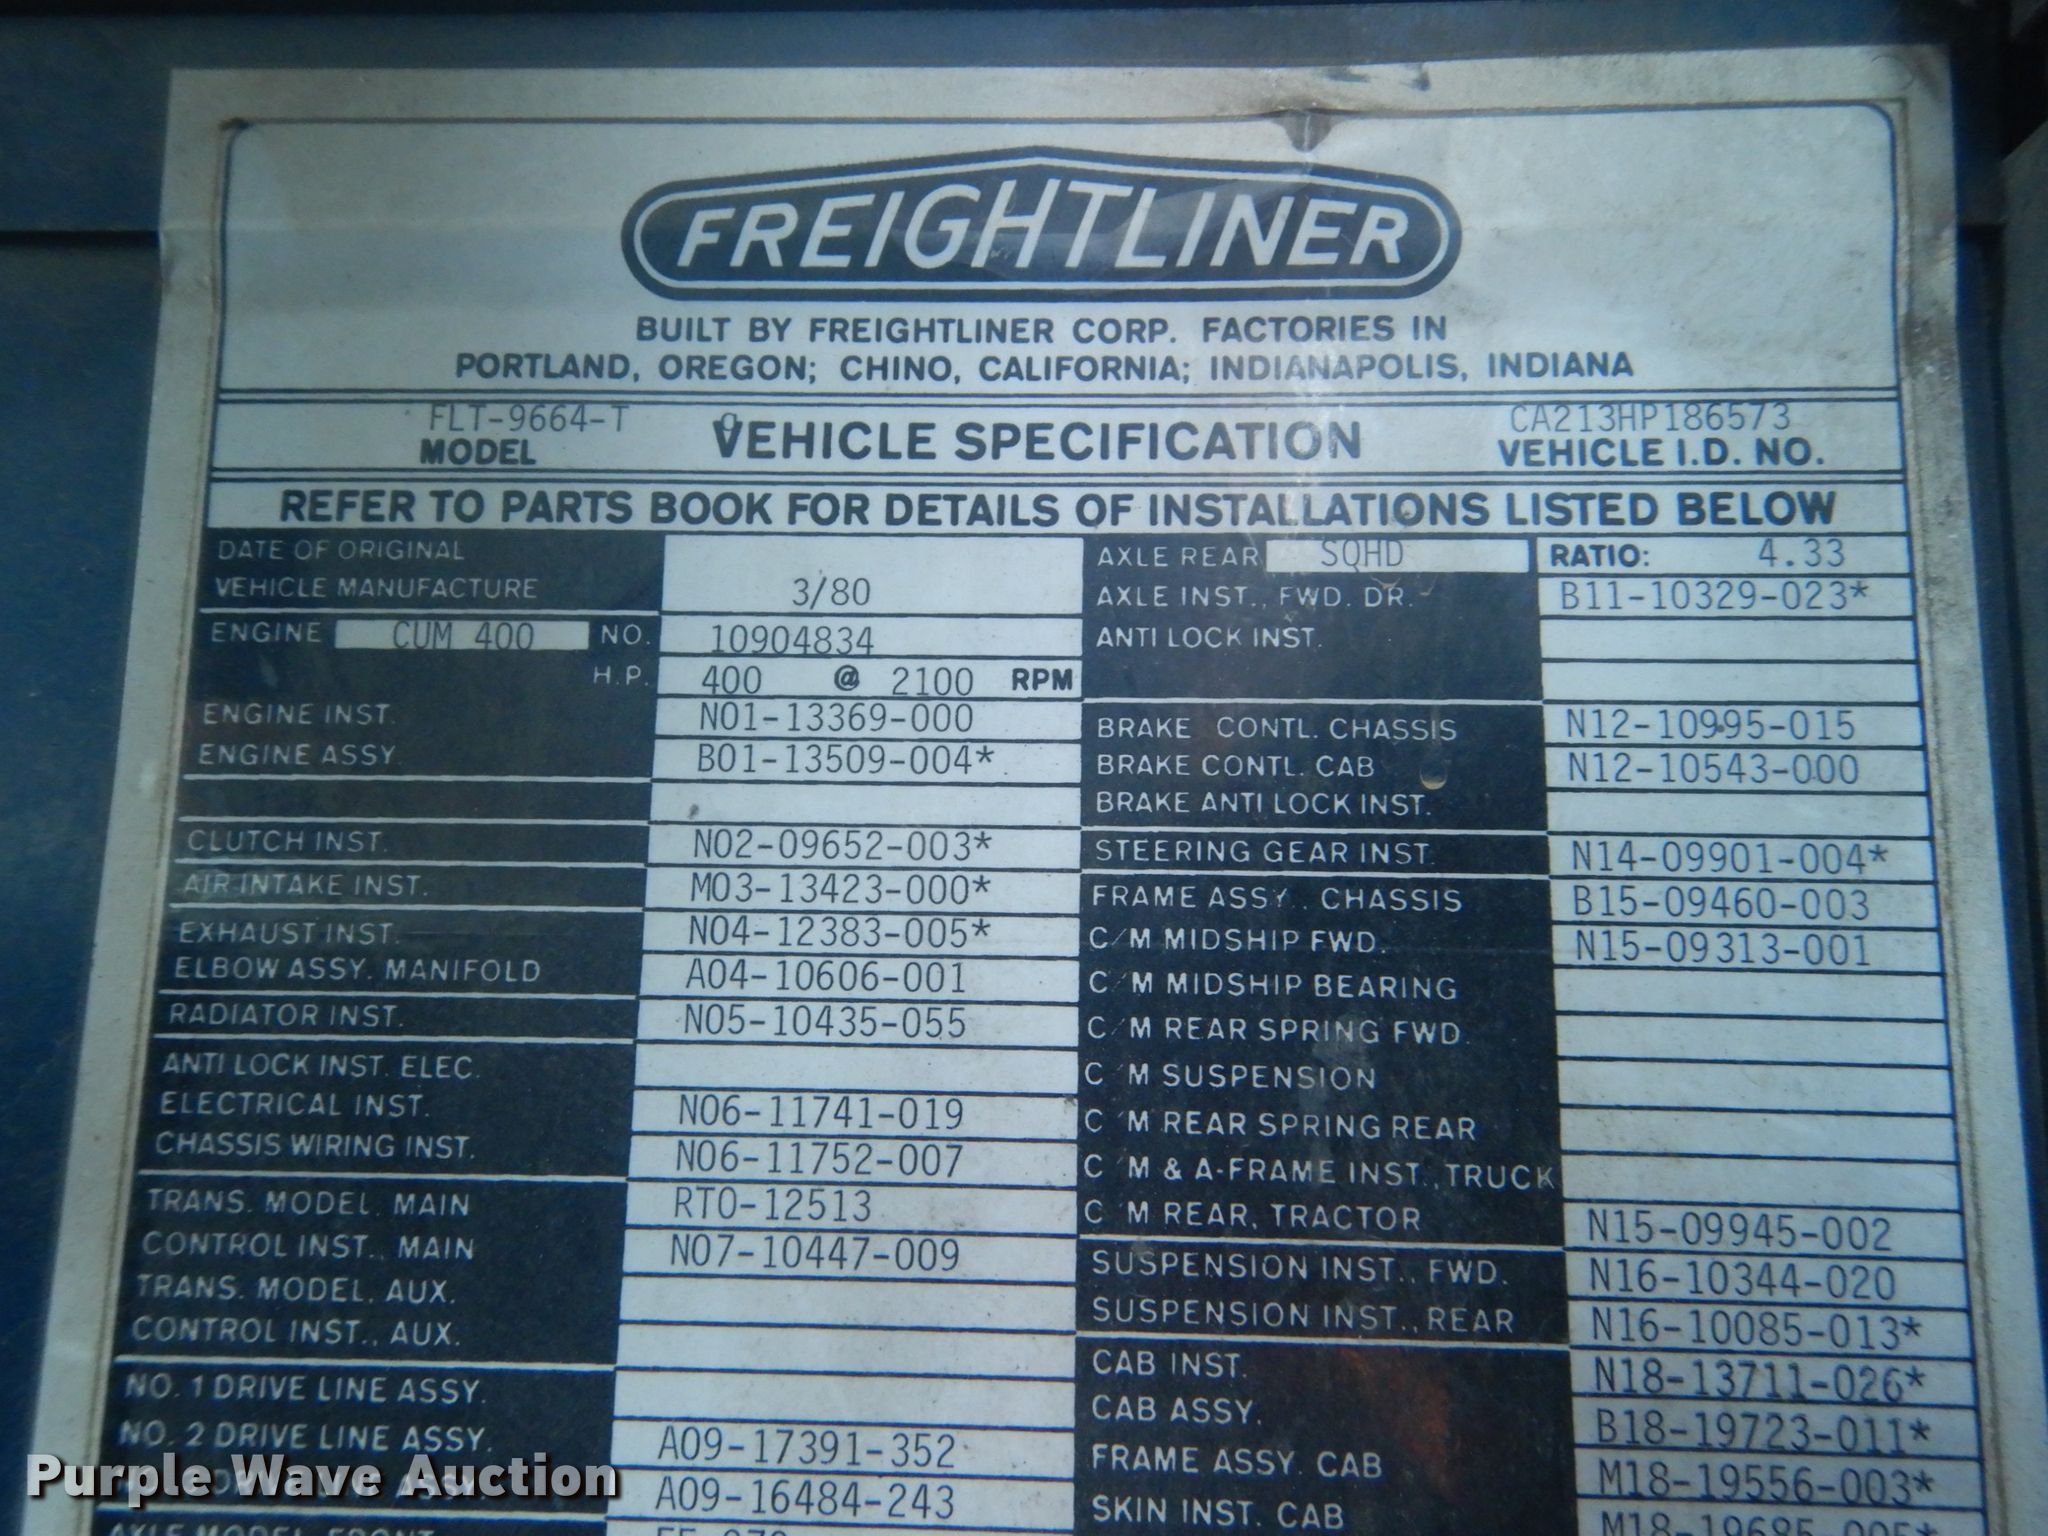 FREIGHTLINER
BUILT BY FREIGHTLINER CORP. FACTORIES IN
PORTLAND, OREGON; CHINO, CALIFORNIA; INDIANAPOLIS, INDIANA
FLT-9664-T
MODEL
VEHICLE SPECIFICATION
CA213HP186573
VEHICLE I.D. NO.
REFER TO PARTS BOOK FOR DETAILS OF INSTALLATIONS LISTED BELOW
DATE OF ORIGINAL
VEHICLE MANUFACTURE 3/80
ENGINE CUM 400 NO. 10904834
H.P. 400 @ 2100 RPM
ENGINE INST. N01-13369-000
ENGINE ASSY. B01-13509-004*
CLUTCH INST. N02-09652-003*
AIR INTAKE INST. M03-13423-000*
EXHAUST INST. N04-12383-005*
ELBOW ASSY. MANIFOLD A04-10606-001
RADIATOR INST. N05-10435-055
ANTI LOCK INST. ELEC.
ELECTRICAL INST. N06-11741-019
CHASSIS WIRING INST. N06-11752-007
TRANS. MODEL, MAIN RTO-12513
CONTROL INST., MAIN N07-10447-009
TRANS. MODEL, AUX.
CONTROL INST., AUX.
NO. 1 DRIVE LINE ASSY.
NO. 2 DRIVE LINE ASSY. A09-17391-352
A09-16484-243
AXLE MODEL, FRONT
AXLE REAR SQHD RATIO: 4.33
AXLE INST., FWD. DR. B11-10329-023*
ANTI LOCK INST.
BRAKE CONTL. CHASSIS N12-10995-015
BRAKE CONTL. CAB N12-10543-000
BRAKE ANTI LOCK INST.
STEERING GEAR INST. N14-09901-004*
FRAME ASSY., CHASSIS B15-09460-003
C/M MIDSHIP FWD. N15-09313-001
C/M MIDSHIP BEARING
C/M REAR SPRING FWD.
C/M SUSPENSION
C/M REAR SPRING REAR
C/M & A-FRAME INST., TRUCK
C/M REAR, TRACTOR N15-09945-002
SUSPENSION INST., FWD. N16-10344-020
SUSPENSION INST., REAR N16-10085-013*
CAB INST. N18-13711-026*
CAB ASSY. B18-19723-011*
FRAME ASSY. CAB M18-19556-003*
SKIN INST. CAB M18-19685-005*
Purple Wave Auction